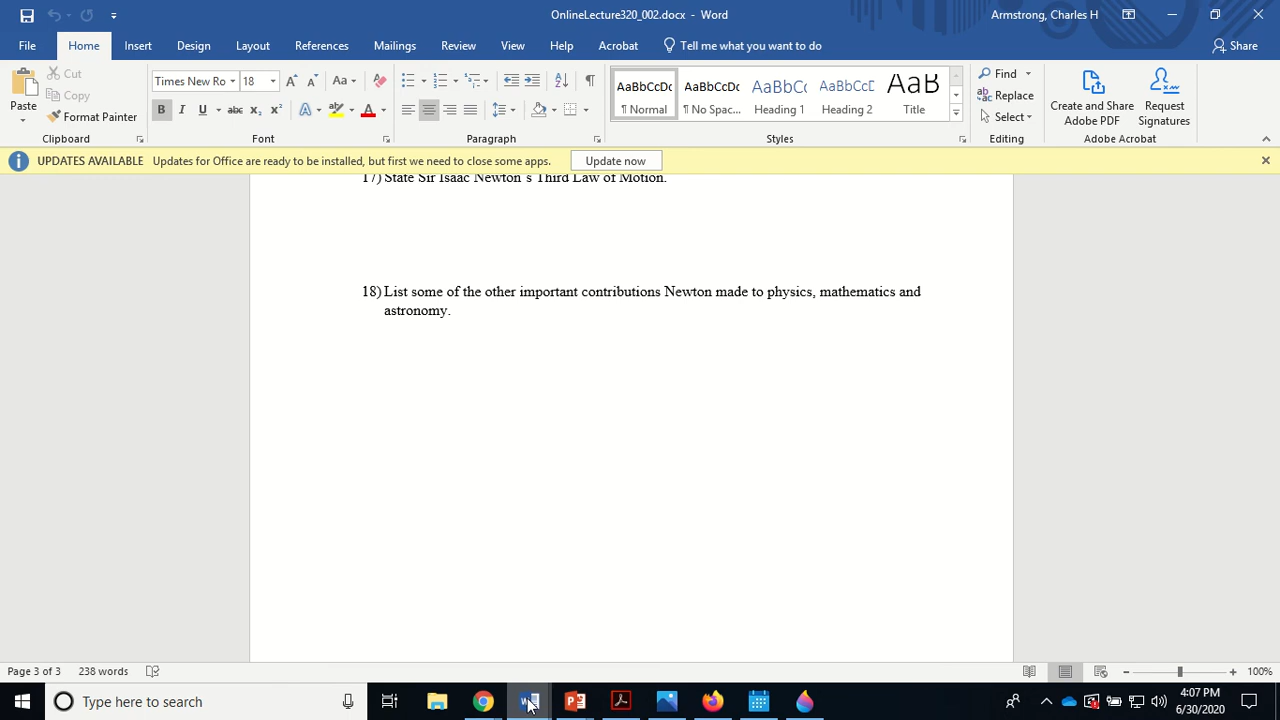 OnlineLecture320_002.docx - Word
Armstrong, Charles H
File Home Insert Design Layout References Mailings Review View Help Acrobat Tell me what you want to do Share
Paste
Cut
Copy
Format Painter
Clipboard
Times New Ro 18
Font
Paragraph
AaBbCcDc AaBbCcDc AaBbCc AaBbCcD AaB
¶ Normal ¶ No Spac... Heading 1 Heading 2 Title
Styles
Find
Replace
Select
Editing
Create and Share Adobe PDF
Request Signatures
Adobe Acrobat
UPDATES AVAILABLE Updates for Office are ready to be installed, but first we need to close some apps. Update now
17) State Sir Isaac Newton's Third Law of Motion.
18) List some of the other important contributions Newton made to physics, mathematics and
astronomy.
Page 3 of 3 238 words 100%
Type here to search
4:07 PM
6/30/2020